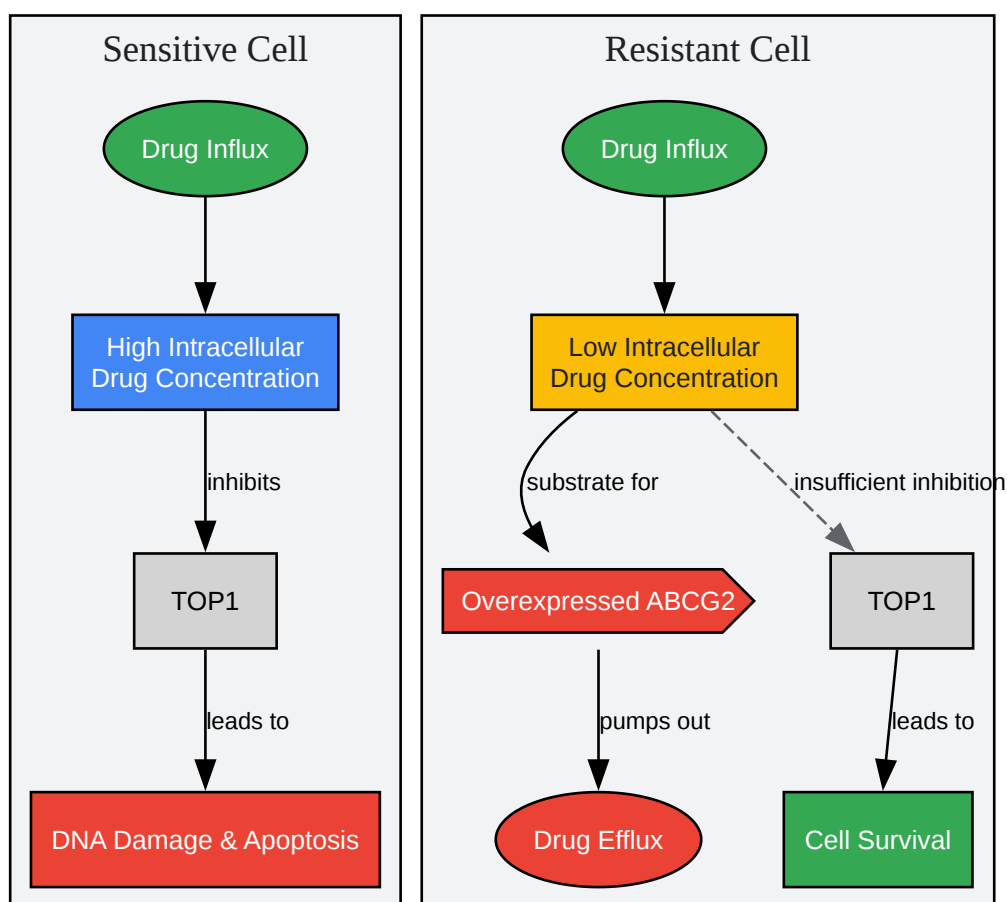 Sensitive Cell
Drug Influx
High Intracellular
Drug Concentration
inhibits
TOP1
leads to
DNA Damage & Apoptosis
Resistant Cell
Drug Influx
Low Intracellular
Drug Concentration
substrate for
insufficient inhibition
Overexpressed ABCG2
TOP1
pumps out
leads to
Drug Efflux
Cell Survival